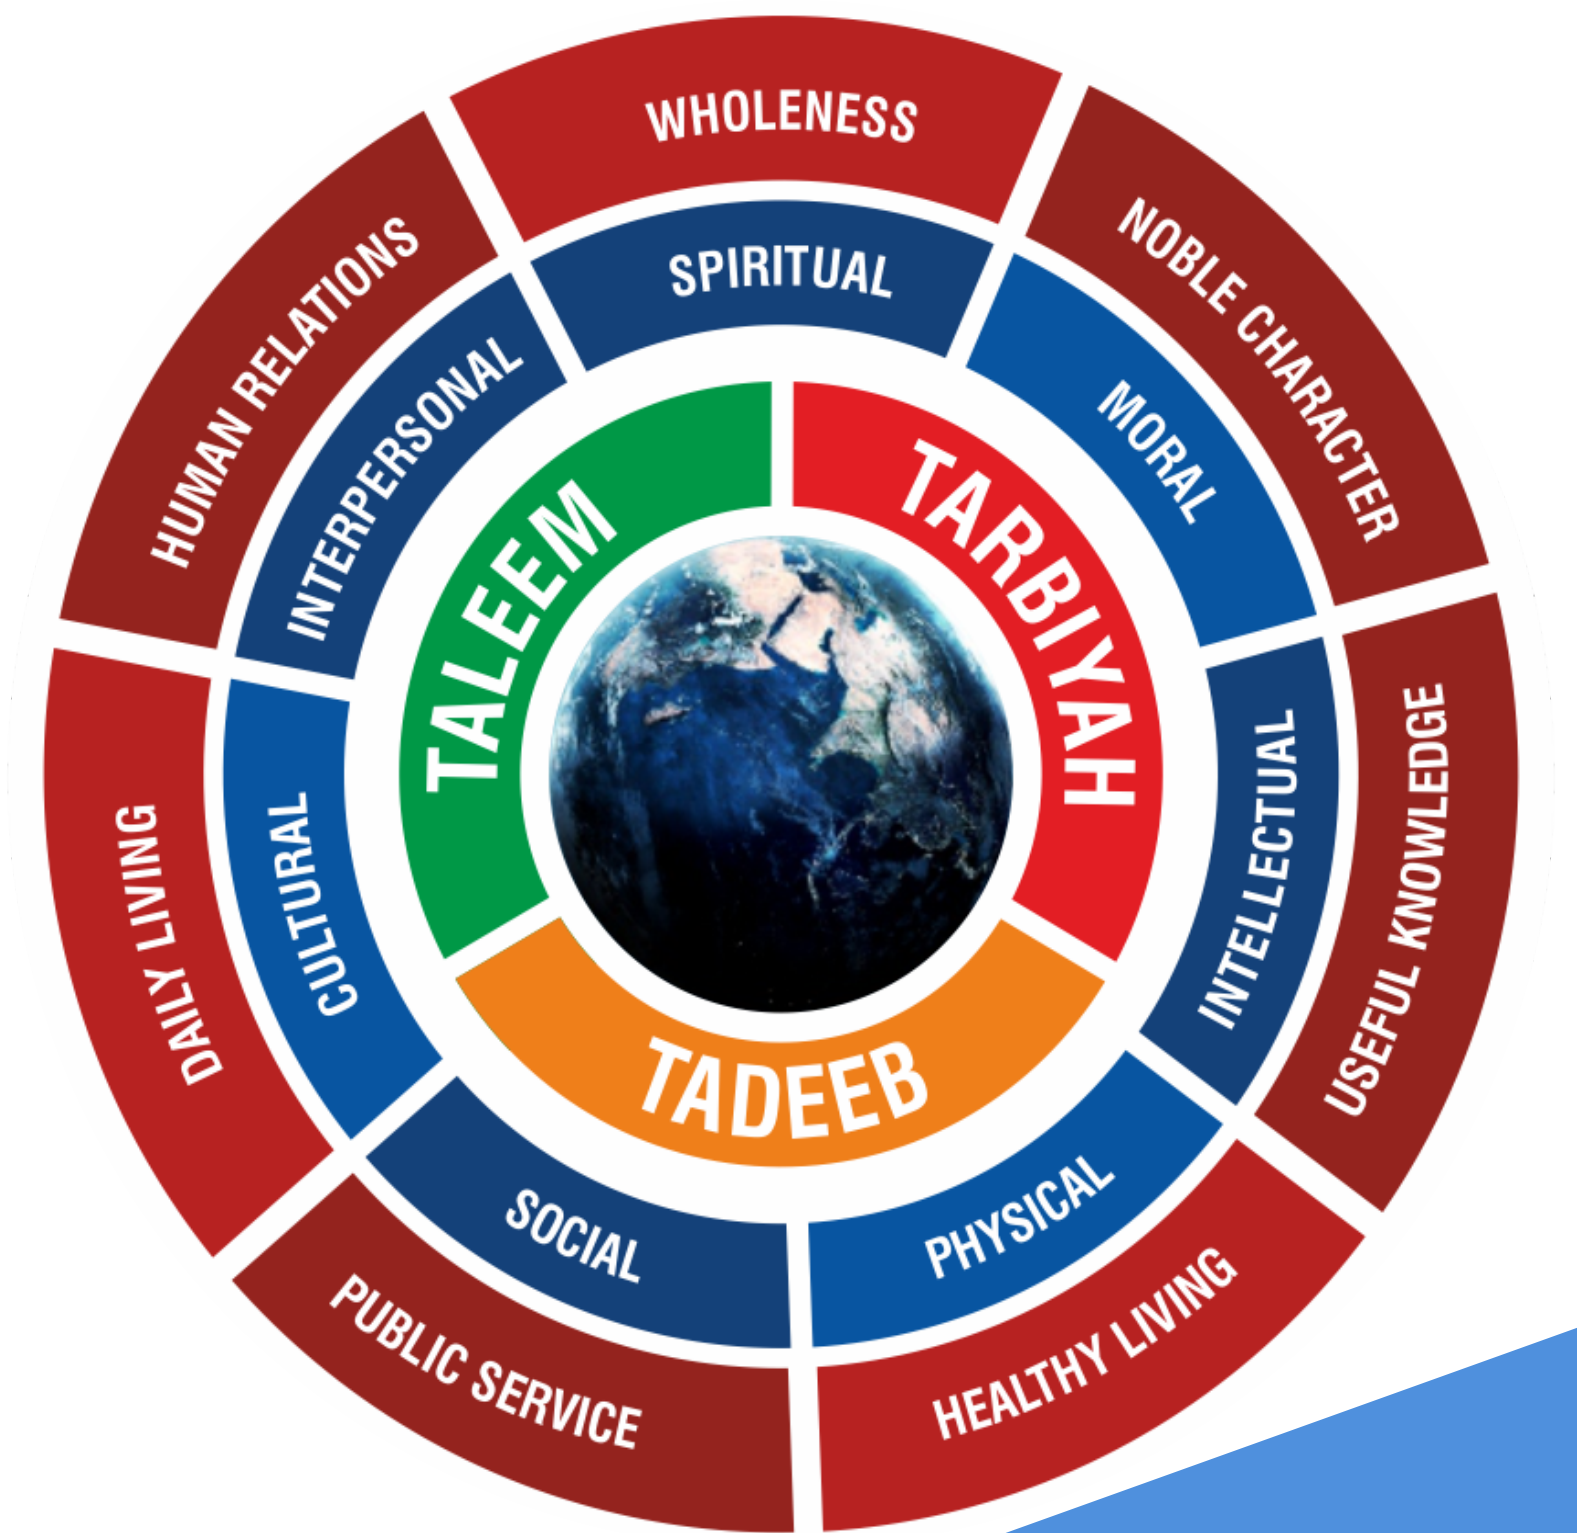 WHOLENESS
NOBLE CHARACTER
USEFUL KNOWLEDGE
HEALTHY LIVING
PUBLIC SERVICE
DAILY LIVING
HUMAN RELATIONS
SPIRITUAL
MORAL
INTELLECTUAL
PHYSICAL
SOCIAL
CULTURAL
INTERPERSONAL
TALEEM
TARBIYAH
TADEEB